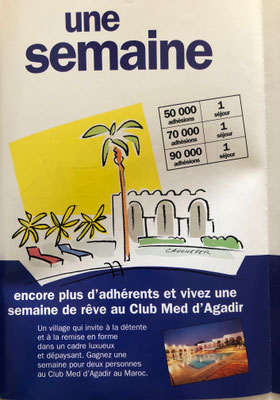 une
semaine
50 000
adhésions
1
séjour
70 000
adhésions
1
séjour
90 000
adhésions
1
séjour
encore plus d'adhérents et vivez une
semaine de rêve au Club Med d'Agadir
Un village qui invite à la détente
et à la remise en forme
dans un cadre luxueux
et dépaysant. Gagnez une
semaine pour deux personnes
au Club Med d'Agadir au Maroc.